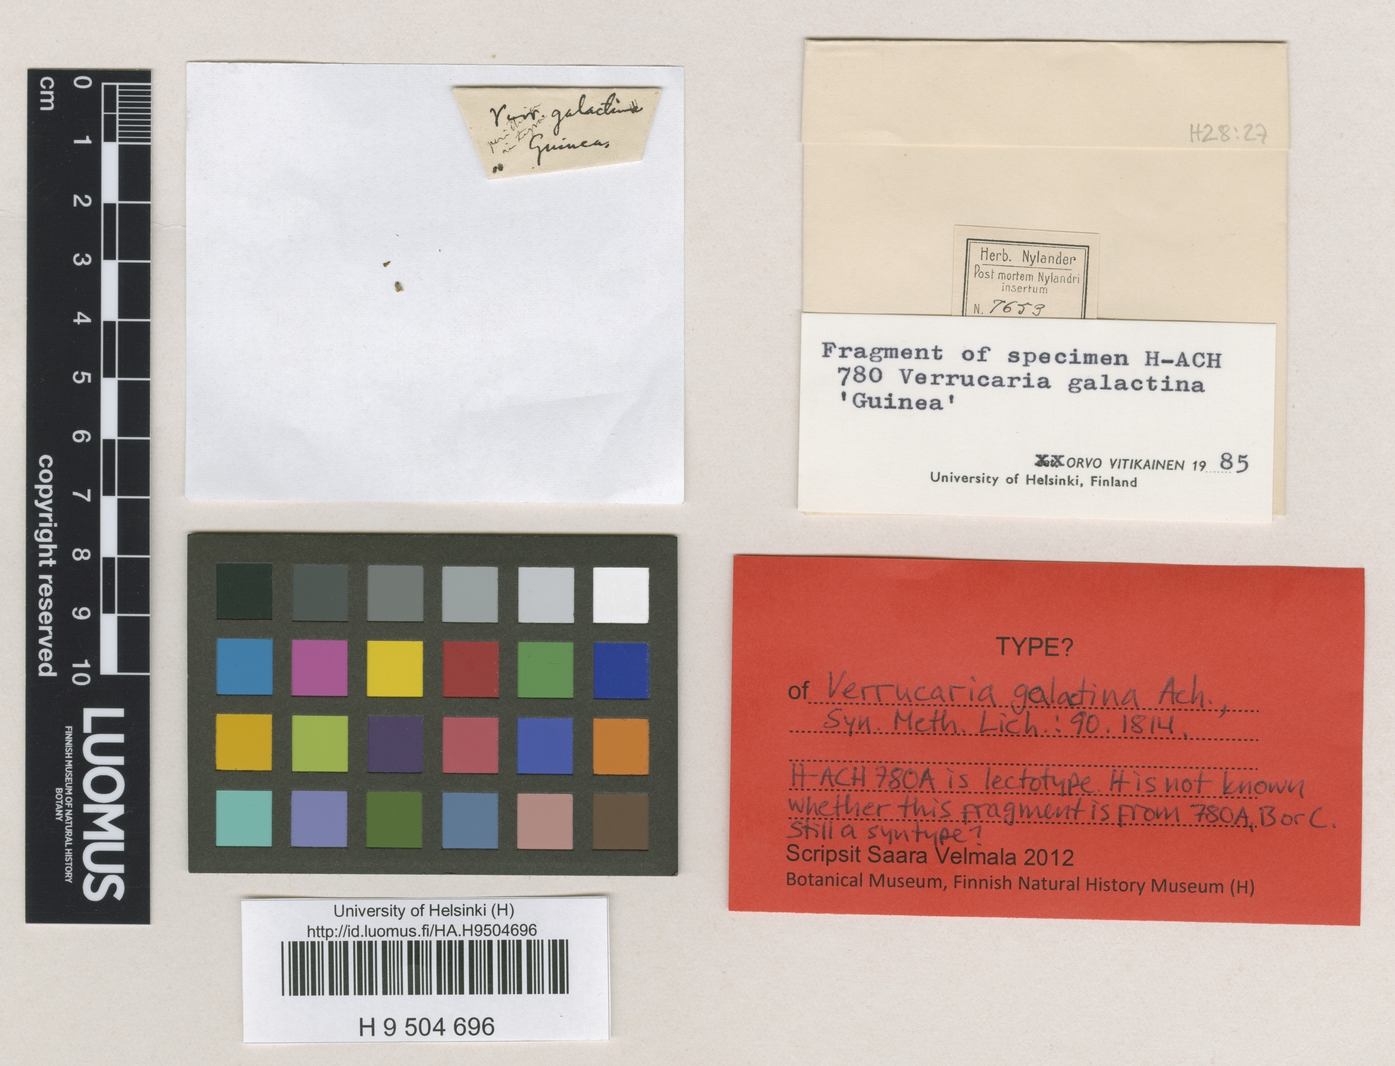 0
cm
1
2
3
4
5
6
7
8
9
10
copyright reserved
LUOMUS
FINNISH MUSEUM OF NATURAL HISTORY
BOTANY
Verr. galactina
Guinea
H28:27
Herb. Nylander
Post mortem Nylandri
insertum
N. 7653
Fragment of specimen H-ACH
780 Verrucaria galactina
'Guinea'
ORVO VITIKAINEN 19 85
University of Helsinki, Finland
TYPE?
of Verrucaria galactina Ach.,
Syn. Meth. Lich.: 90. 1814.
H-ACH 780A is lectotype. It is not known
whether this fragment is from 780A, B or C.
Still a syntype?
Scripsit Saara Velmala 2012
Botanical Museum, Finnish Natural History Museum (H)
University of Helsinki (H)
http://id.luomus.fi/HA.H9504696
H 9 504 696